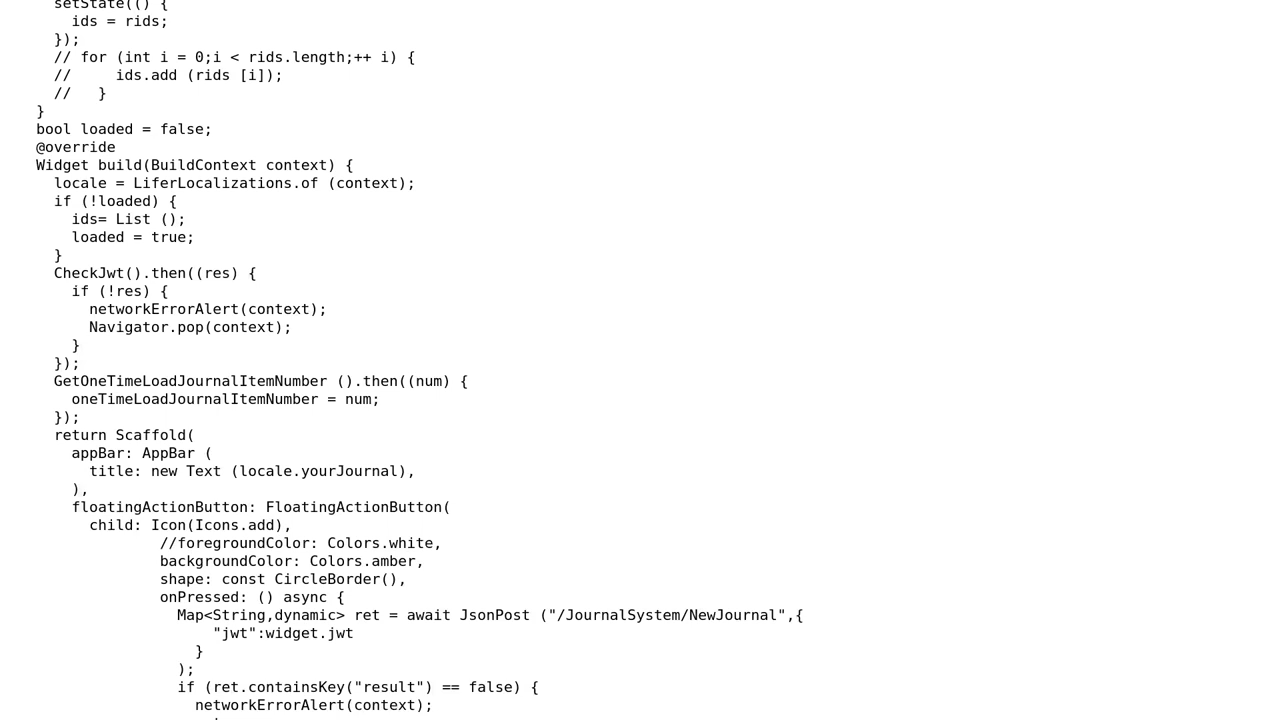 setState(() {
ids = rids;
});
// for (int i = 0;i < rids.length;++ i) {
//     ids.add (rids [i]);
//   }
}
bool loaded = false;
@override
Widget build(BuildContext context) {
locale = LiferLocalizations.of (context);
if (!loaded) {
ids= List ();
loaded = true;
}
CheckJwt().then((res) {
if (!res) {
networkErrorAlert(context);
Navigator.pop(context);
}
});
GetOneTimeLoadJournalItemNumber ().then((num) {
oneTimeLoadJournalItemNumber = num;
});
return Scaffold(
appBar: AppBar (
title: new Text (locale.yourJournal),
),
floatingActionButton: FloatingActionButton(
child: Icon(Icons.add),
//foregroundColor: Colors.white,
backgroundColor: Colors.amber,
shape: const CircleBorder(),
onPressed: () async {
Map<String,dynamic> ret = await JsonPost ("/JournalSystem/NewJournal",{
"jwt":widget.jwt
}
);
if (ret.containsKey("result") == false) {
networkErrorAlert(context);